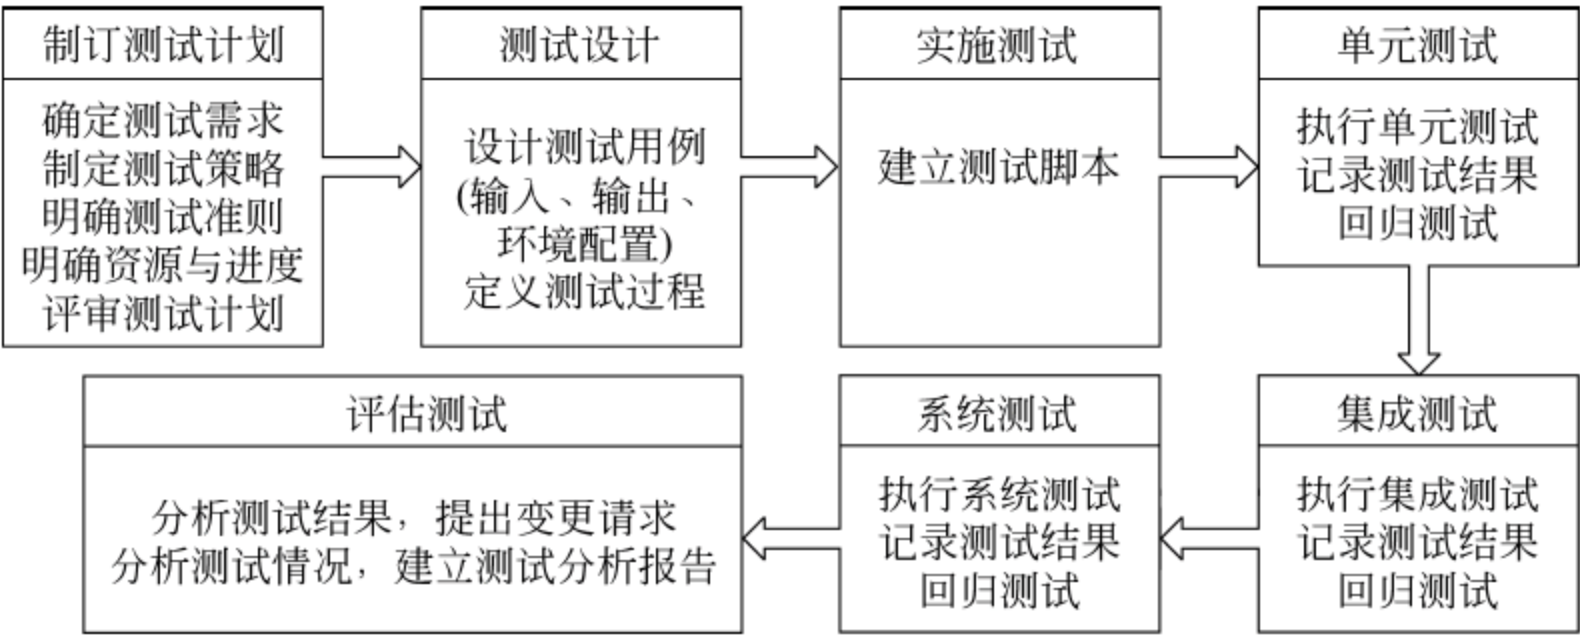 制订测试计划
确定测试需求
制定测试策略
明确测试准则
明确资源与进度
评审测试计划
测试设计
设计测试用例
(输入、输出、
环境配置)
定义测试过程
实施测试
建立测试脚本
单元测试
执行单元测试
记录测试结果
回归测试
集成测试
执行集成测试
记录测试结果
回归测试
系统测试
执行系统测试
记录测试结果
回归测试
评估测试
分析测试结果，提出变更请求
分析测试情况，建立测试分析报告